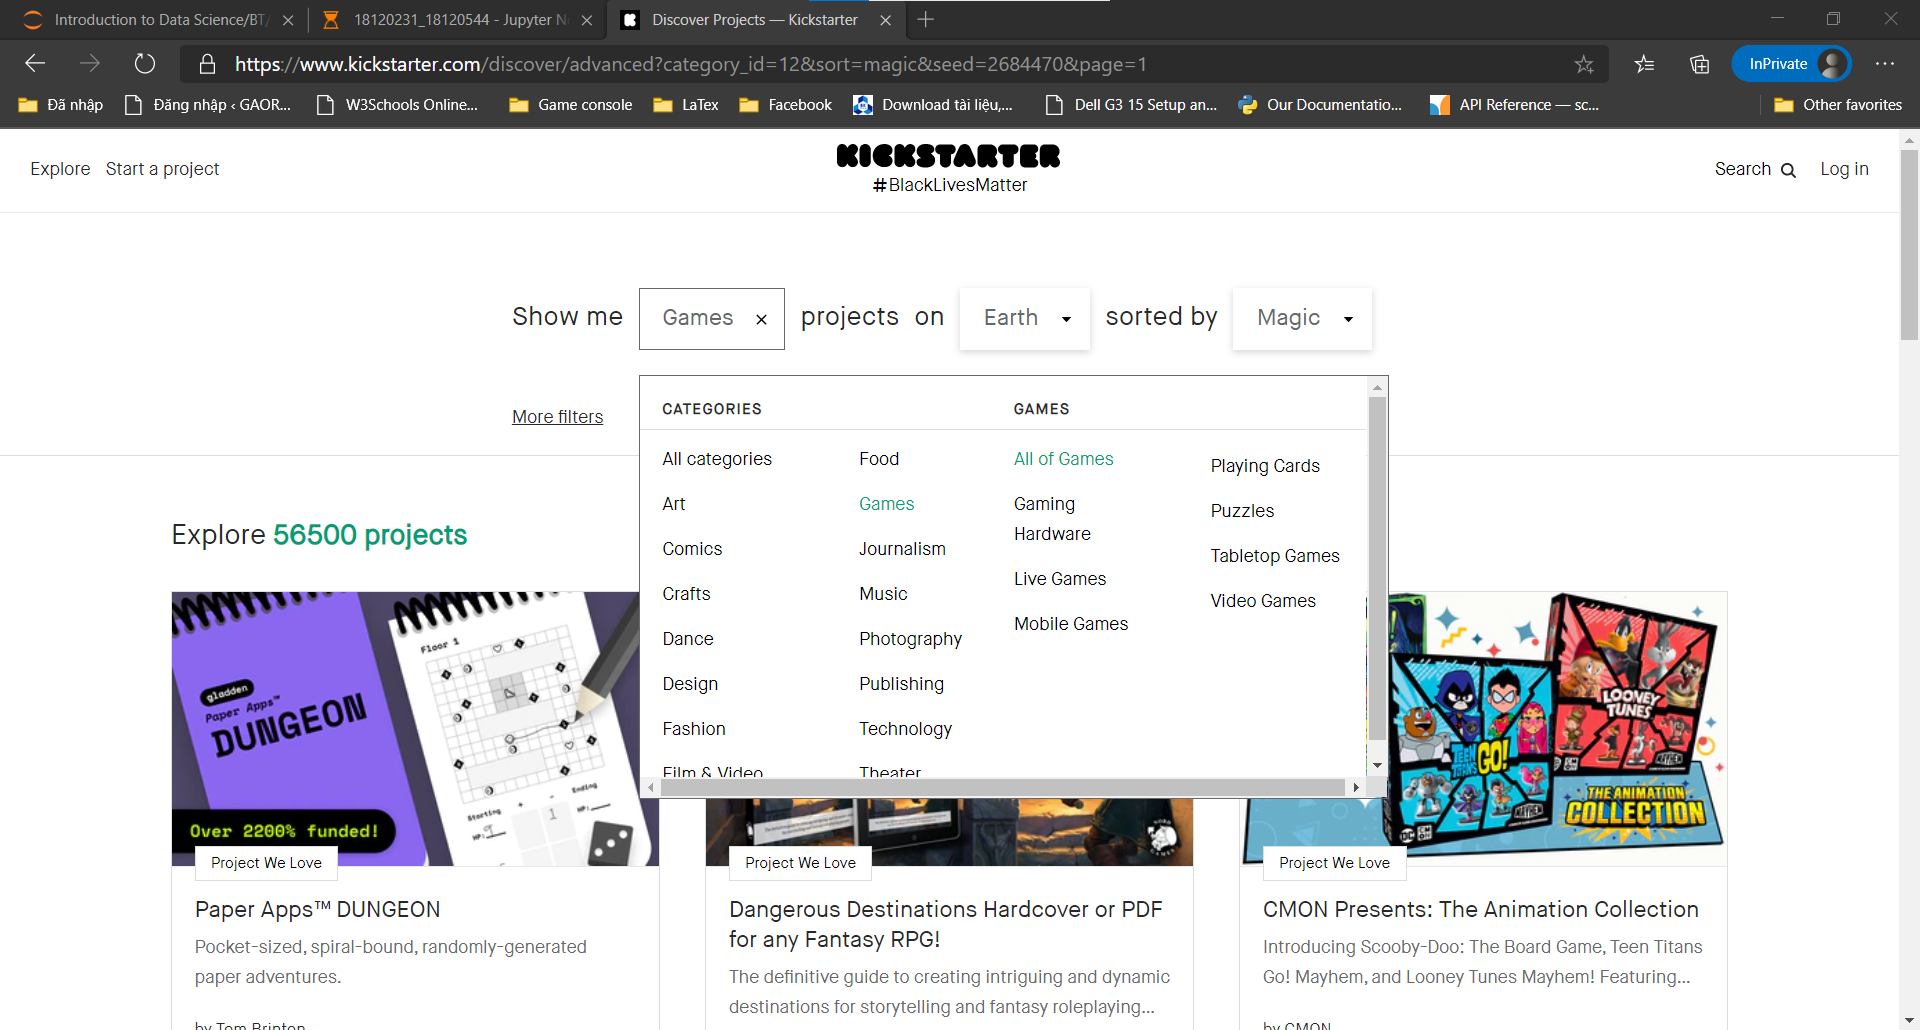 Introduction to Data Science/BT/
18120231_18120544 - Jupyter No
Discover Projects — Kickstarter
https://www.kickstarter.com/discover/advanced?category_id=12&sort=magic&seed=2684470&page=1
InPrivate
Đã nhập
Đăng nhập ‹ GAOR...
W3Schools Online...
Game console
LaTex
Facebook
Download tài liệu,...
Dell G3 15 Setup an...
Our Documentatio...
API Reference — sc...
Other favorites
Explore Start a project
KICKSTARTER
#BlackLivesMatter
Search
Log in
Show me Games projects on Earth sorted by Magic
More filters
CATEGORIES
All categories
Art
Comics
Crafts
Dance
Design
Fashion
Film & Video
Food
Games
Journalism
Music
Photography
Publishing
Technology
Theater
GAMES
All of Games
Gaming
Hardware
Live Games
Mobile Games
Playing Cards
Puzzles
Tabletop Games
Video Games
Explore 56500 projects
gladden
Paper Apps™
DUNGEON
Floor 1
Starting
HP:
- +
1
Ending
HP:
Over 2200% funded!
Project We Love
Paper Apps™ DUNGEON
Pocket-sized, spiral-bound, randomly-generated
paper adventures.
by Tom Brinton
Project We Love
Dangerous Destinations Hardcover or PDF
for any Fantasy RPG!
The definitive guide to creating intriguing and dynamic
destinations for storytelling and fantasy roleplaying...
TEEN TITANS
GO!
MAYHEM
LOONEY
TUNES
MAYHEM
DC
CMON
THE ANIMATION
COLLECTION
Project We Love
CMON Presents: The Animation Collection
Introducing Scooby-Doo: The Board Game, Teen Titans
Go! Mayhem, and Looney Tunes Mayhem! Featuring...
by CMON